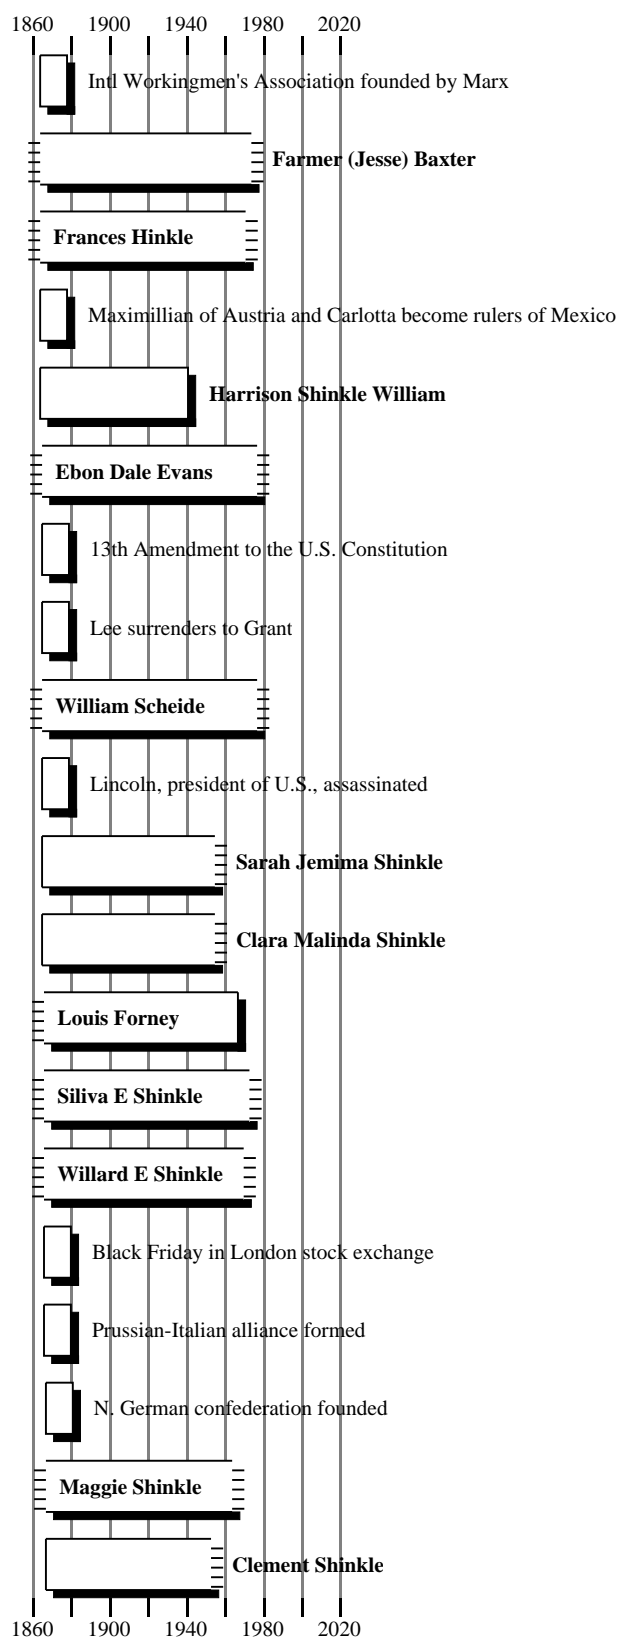 1860 1900 1940 1980 2020
Intl Workingmen's Association founded by Marx
Farmer (Jesse) Baxter
Frances Hinkle
Maximillian of Austria and Carlotta become rulers of Mexico
Harrison Shinkle William
Ebon Dale Evans
13th Amendment to the U.S. Constitution
Lee surrenders to Grant
William Scheide
Lincoln, president of U.S., assassinated
Sarah Jemima Shinkle
Clara Malinda Shinkle
Louis Forney
Siliva E Shinkle
Willard E Shinkle
Black Friday in London stock exchange
Prussian-Italian alliance formed
N. German confederation founded
Maggie Shinkle
Clement Shinkle
1860 1900 1940 1980 2020